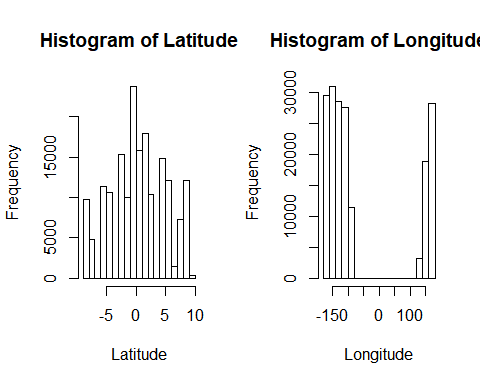 Histogram of Latitude
Frequency
0
5000
15000
-5
0
5
10
Latitude
Histogram of Longitude
Frequency
0
10000
20000
30000
-150
0
100
Longitude